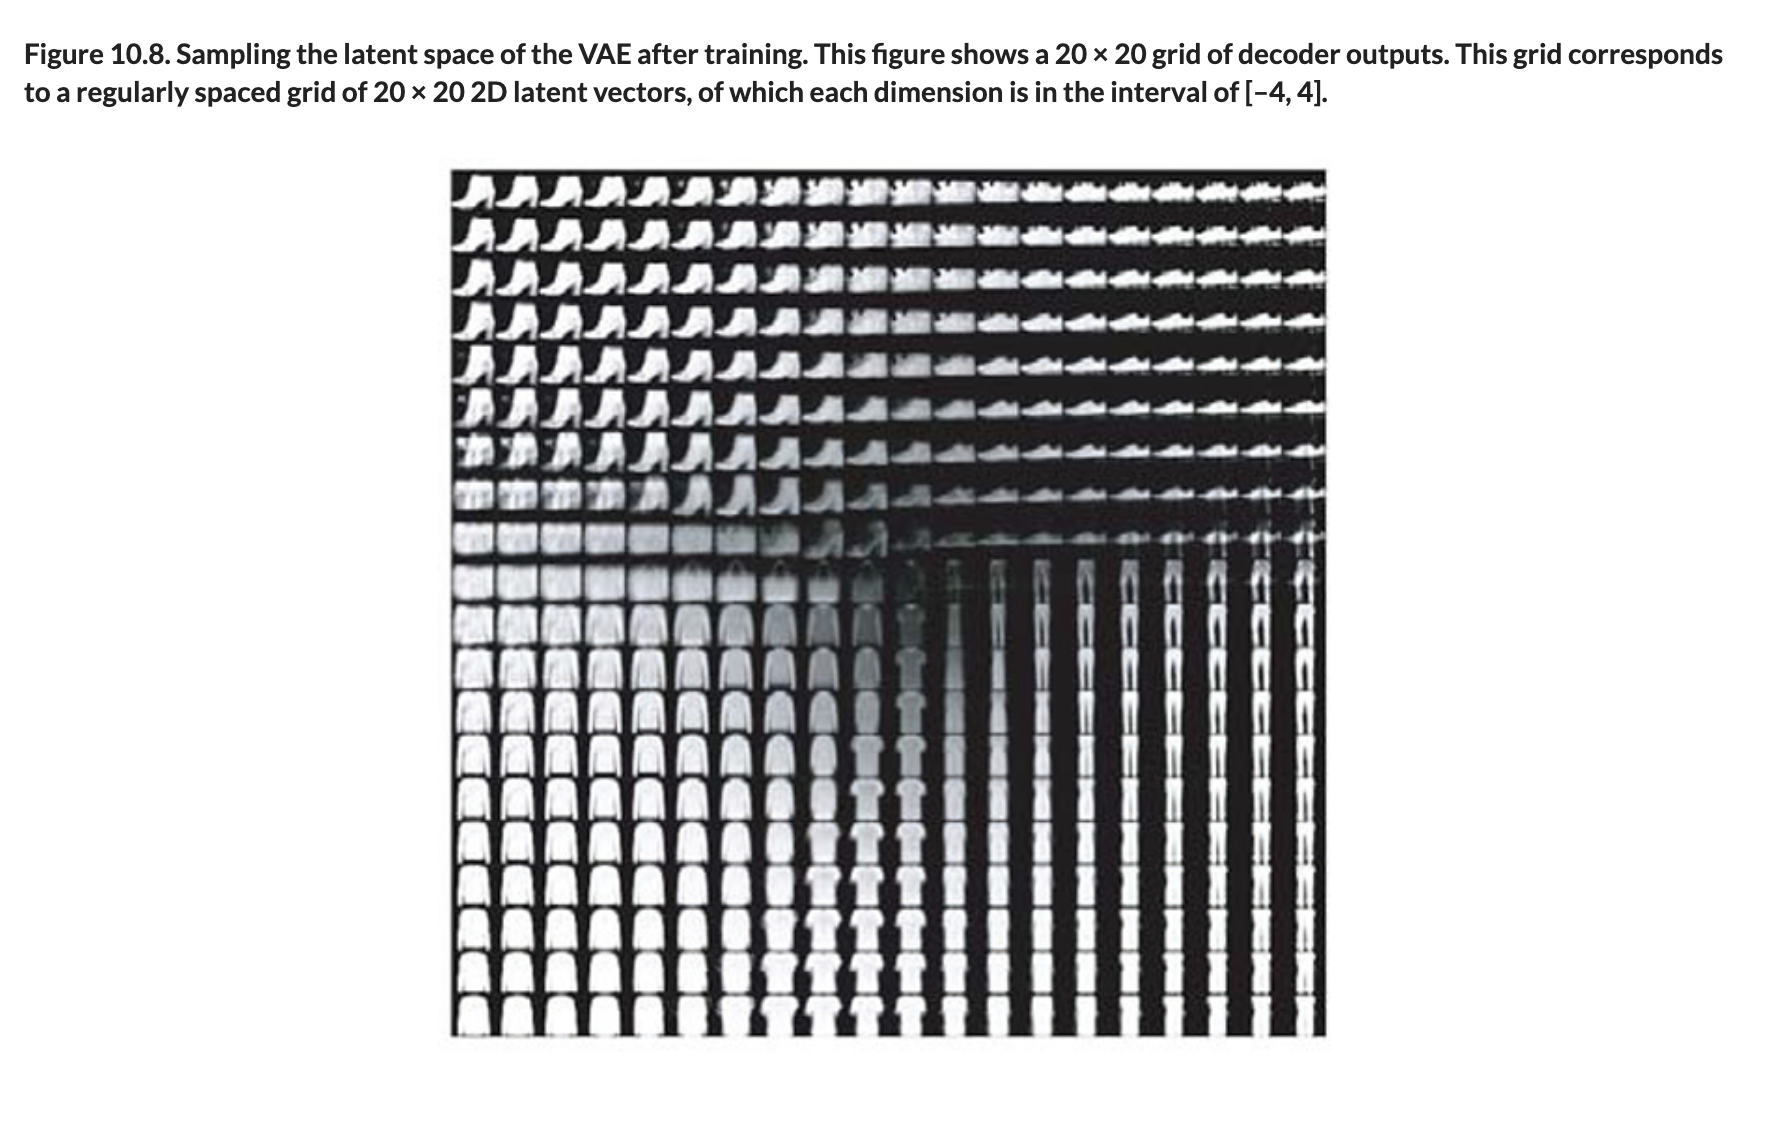 Figure 10.8. Sampling the latent space of the VAE after training. This figure shows a 20 × 20 grid of decoder outputs. This grid corresponds
to a regularly spaced grid of 20 × 20 2D latent vectors, of which each dimension is in the interval of [−4, 4].